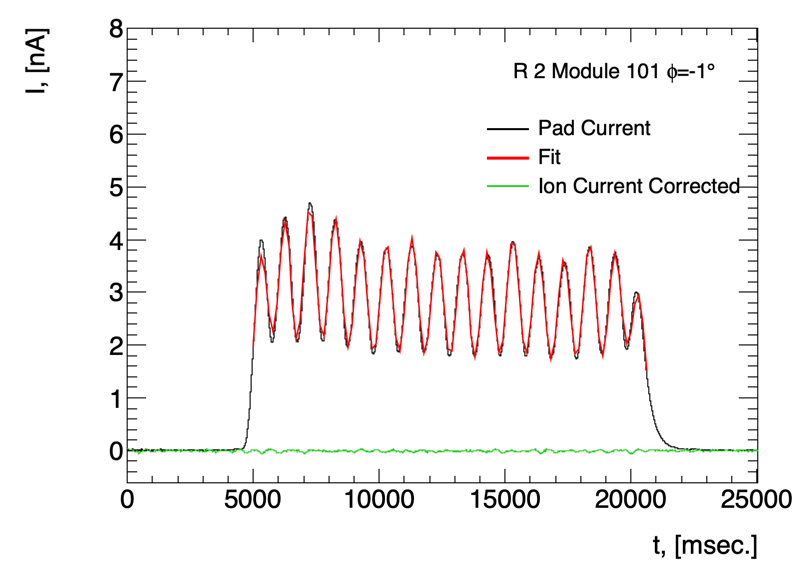 I, [nA]
8
7
6
5
4
3
2
1
0
R 2 Module 101 ϕ=-1°
Pad Current
Fit
Ion Current Corrected
0 5000 10000 15000 20000 25000
t, [msec.]